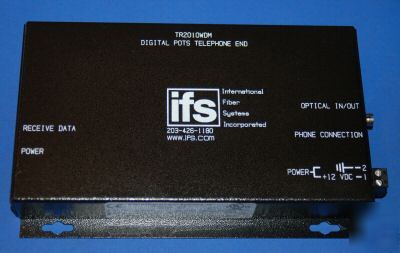 TR2010WDM
DIGITAL POTS TELEPHONE END
ifs
International
Fiber
Systems
Incorporated
203-426-1180
www.ifs.com
OPTICAL IN/OUT
PHONE CONNECTION
RECEIVE DATA
POWER
POWER
2
+12 VDC
1